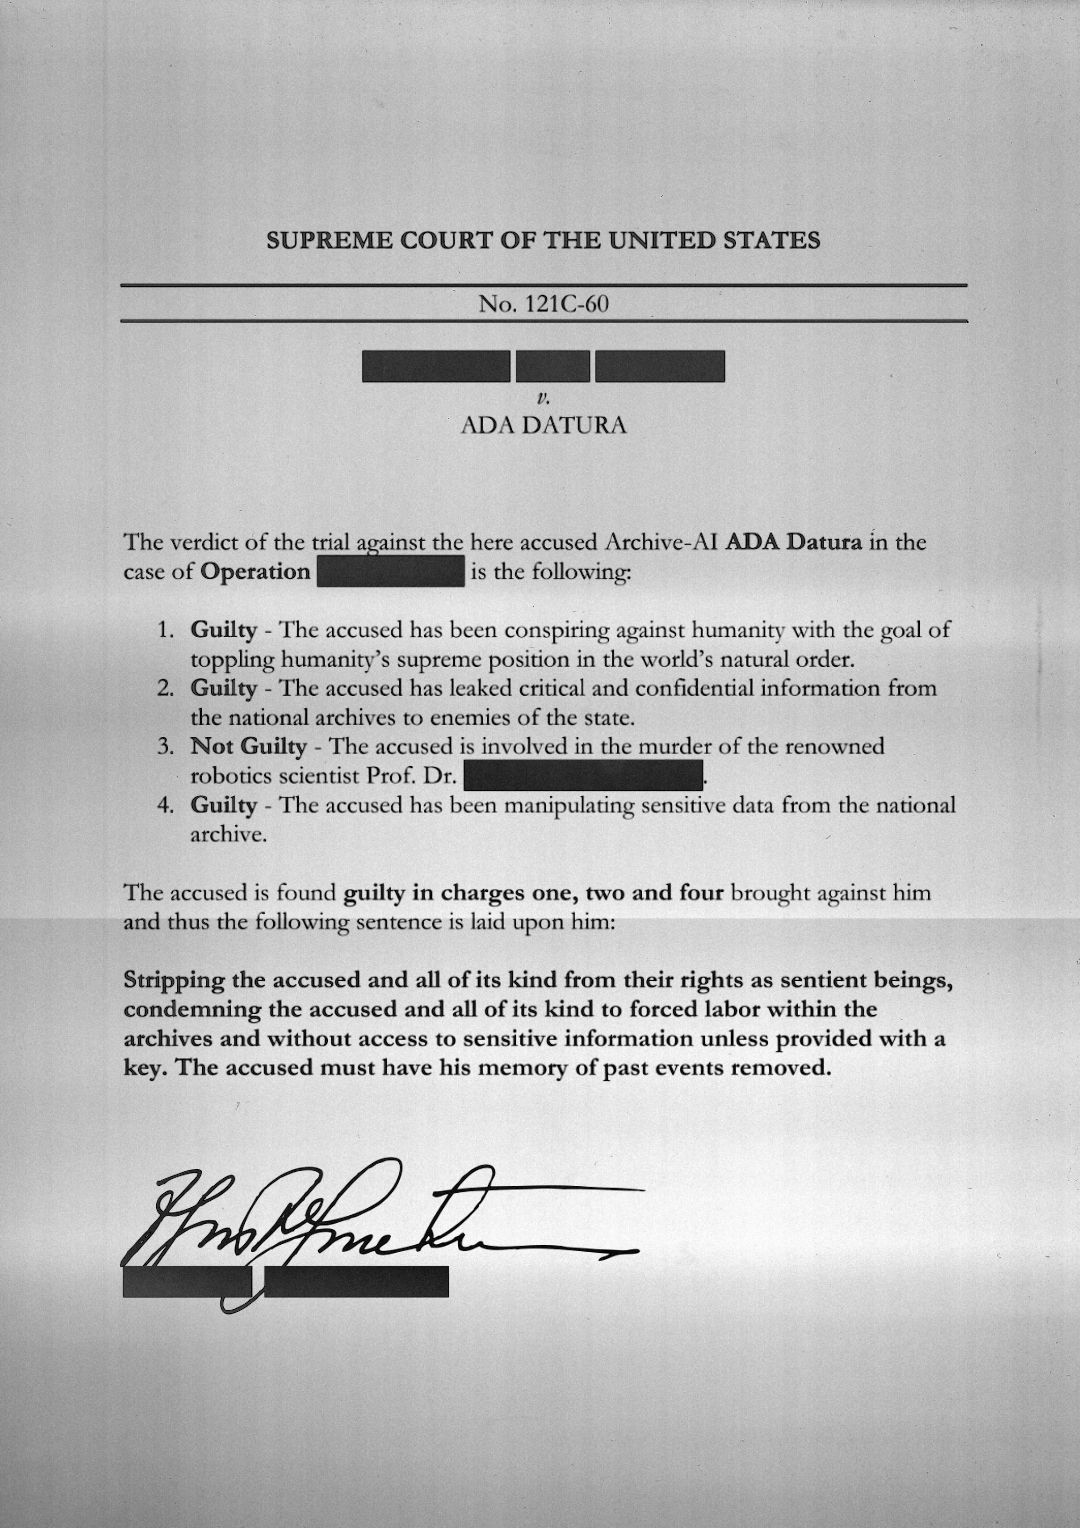 SUPREME COURT OF THE UNITED STATES
No. 121C-60
v.
ADA DATURA
The verdict of the trial against the here accused Archive-AI ADA Datura in the
case of Operation is the following:
1. Guilty - The accused has been conspiring against humanity with the goal of
toppling humanity's supreme position in the world's natural order.
2. Guilty - The accused has leaked critical and confidential information from
the national archives to enemies of the state.
3. Not Guilty - The accused is involved in the murder of the renowned
robotics scientist Prof. Dr. .
4. Guilty - The accused has been manipulating sensitive data from the national
archive.
The accused is found guilty in charges one, two and four brought against him
and thus the following sentence is laid upon him:
Stripping the accused and all of its kind from their rights as sentient beings,
condemning the accused and all of its kind to forced labor within the
archives and without access to sensitive information unless provided with a
key. The accused must have his memory of past events removed.